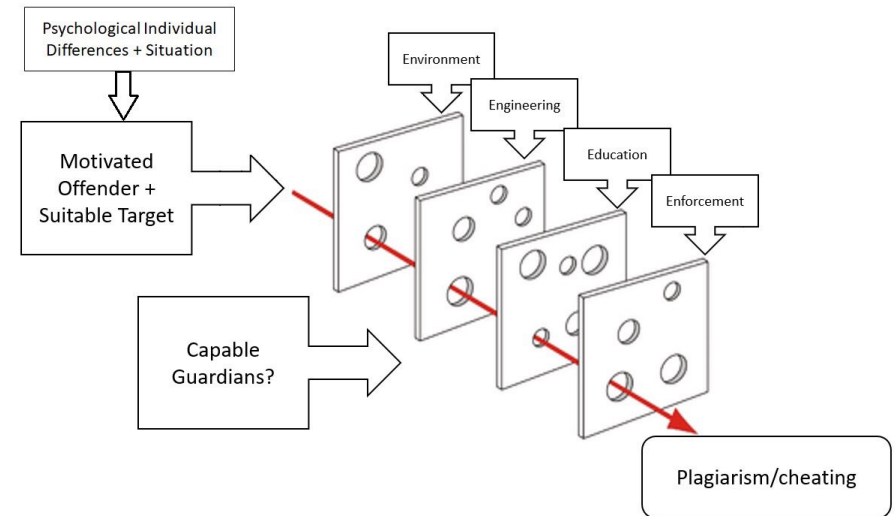 Psychological Individual
Differences + Situation
Environment
Engineering
Education
Enforcement
Motivated
Offender +
Suitable Target
Capable
Guardians?
Plagiarism/cheating